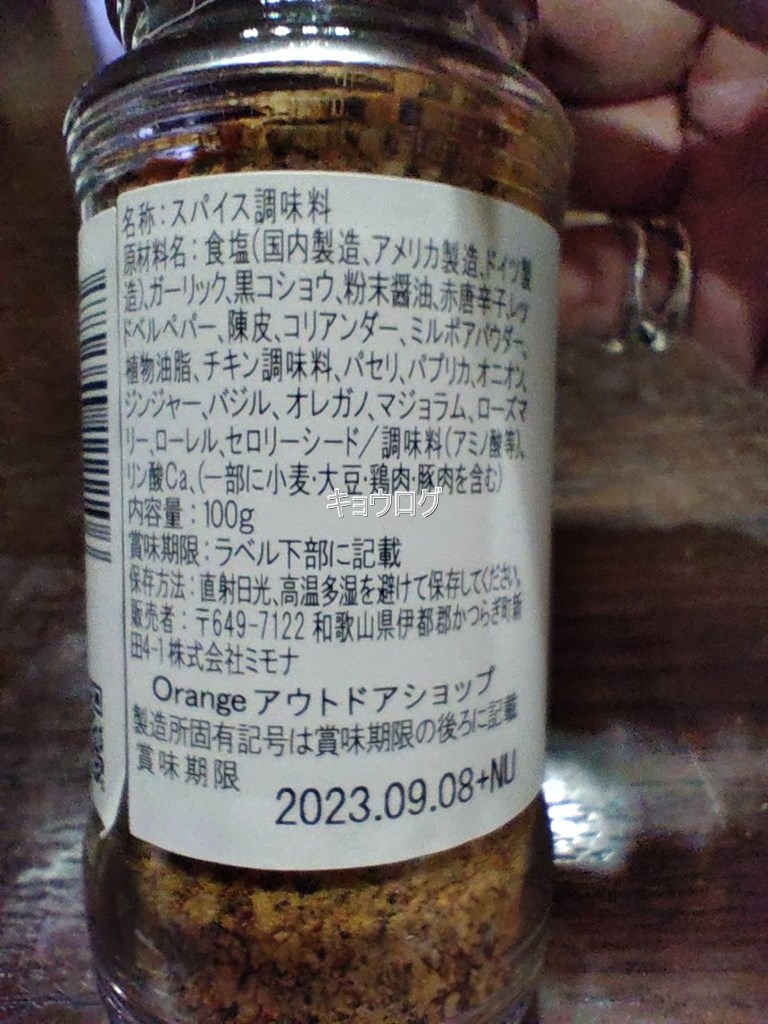 名称:スパイス調味料
原材料名:食塩(国内製造、アメリカ製造、ドイツ製
造)、ガーリック、黒コショウ、粉末醤油、赤唐辛子、レッ
ドベルペパー、陳皮、コリアンダー、ミルポアパウダー、
植物油脂、チキン調味料、パセリ、パプリカ、オニオン、
ジンジャー、バジル、オレガノ、マジョラム、ローズマ
リー、ローレル、セロリーシード/調味料(アミノ酸等)、
リン酸Ca、(一部に小麦・大豆・鶏肉・豚肉を含む)
キョウログ
内容量:100g
賞味期限:ラベル下部に記載
保存方法:直射日光、高温多湿を避けて保存してください。
販売者:〒649-7122 和歌山県伊都郡かつらぎ町新
田4-1 株式会社ミモナ
Orange アウトドアショップ
製造所固有記号は賞味期限の後ろに記載
賞味期限
2023.09.08+NU